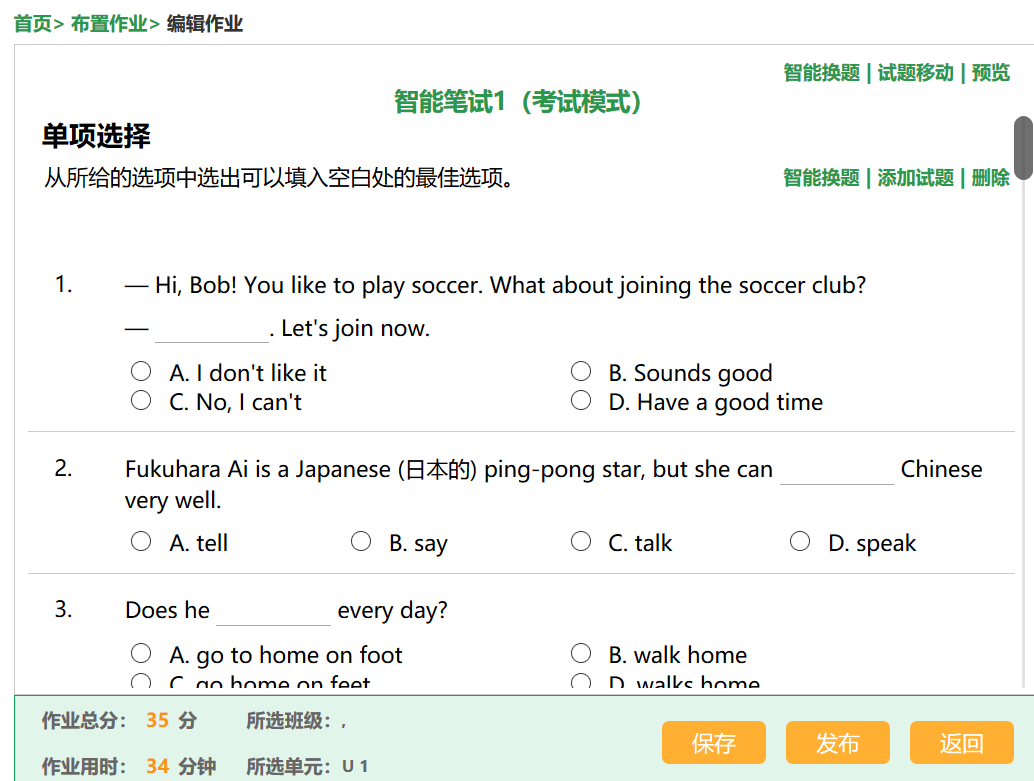 首页> 布置作业> 编辑作业
智能换题 | 试题移动 | 预览
智能笔试1（考试模式）
单项选择
从所给的选项中选出可以填入空白处的最佳选项。
智能换题 | 添加试题 | 删除
1. — Hi, Bob! You like to play soccer. What about joining the soccer club?
— ________. Let's join now.
A. I don't like it B. Sounds good
C. No, I can't D. Have a good time
2. Fukuhara Ai is a Japanese (日本的) ping-pong star, but she can ________ Chinese
very well.
A. tell B. say C. talk D. speak
3. Does he ________ every day?
A. go to home on foot B. walk home
C. go home on feet D. walks home
作业总分： 35 分 所选班级：,
作业用时： 34 分钟 所选单元：U 1
保存 发布 返回